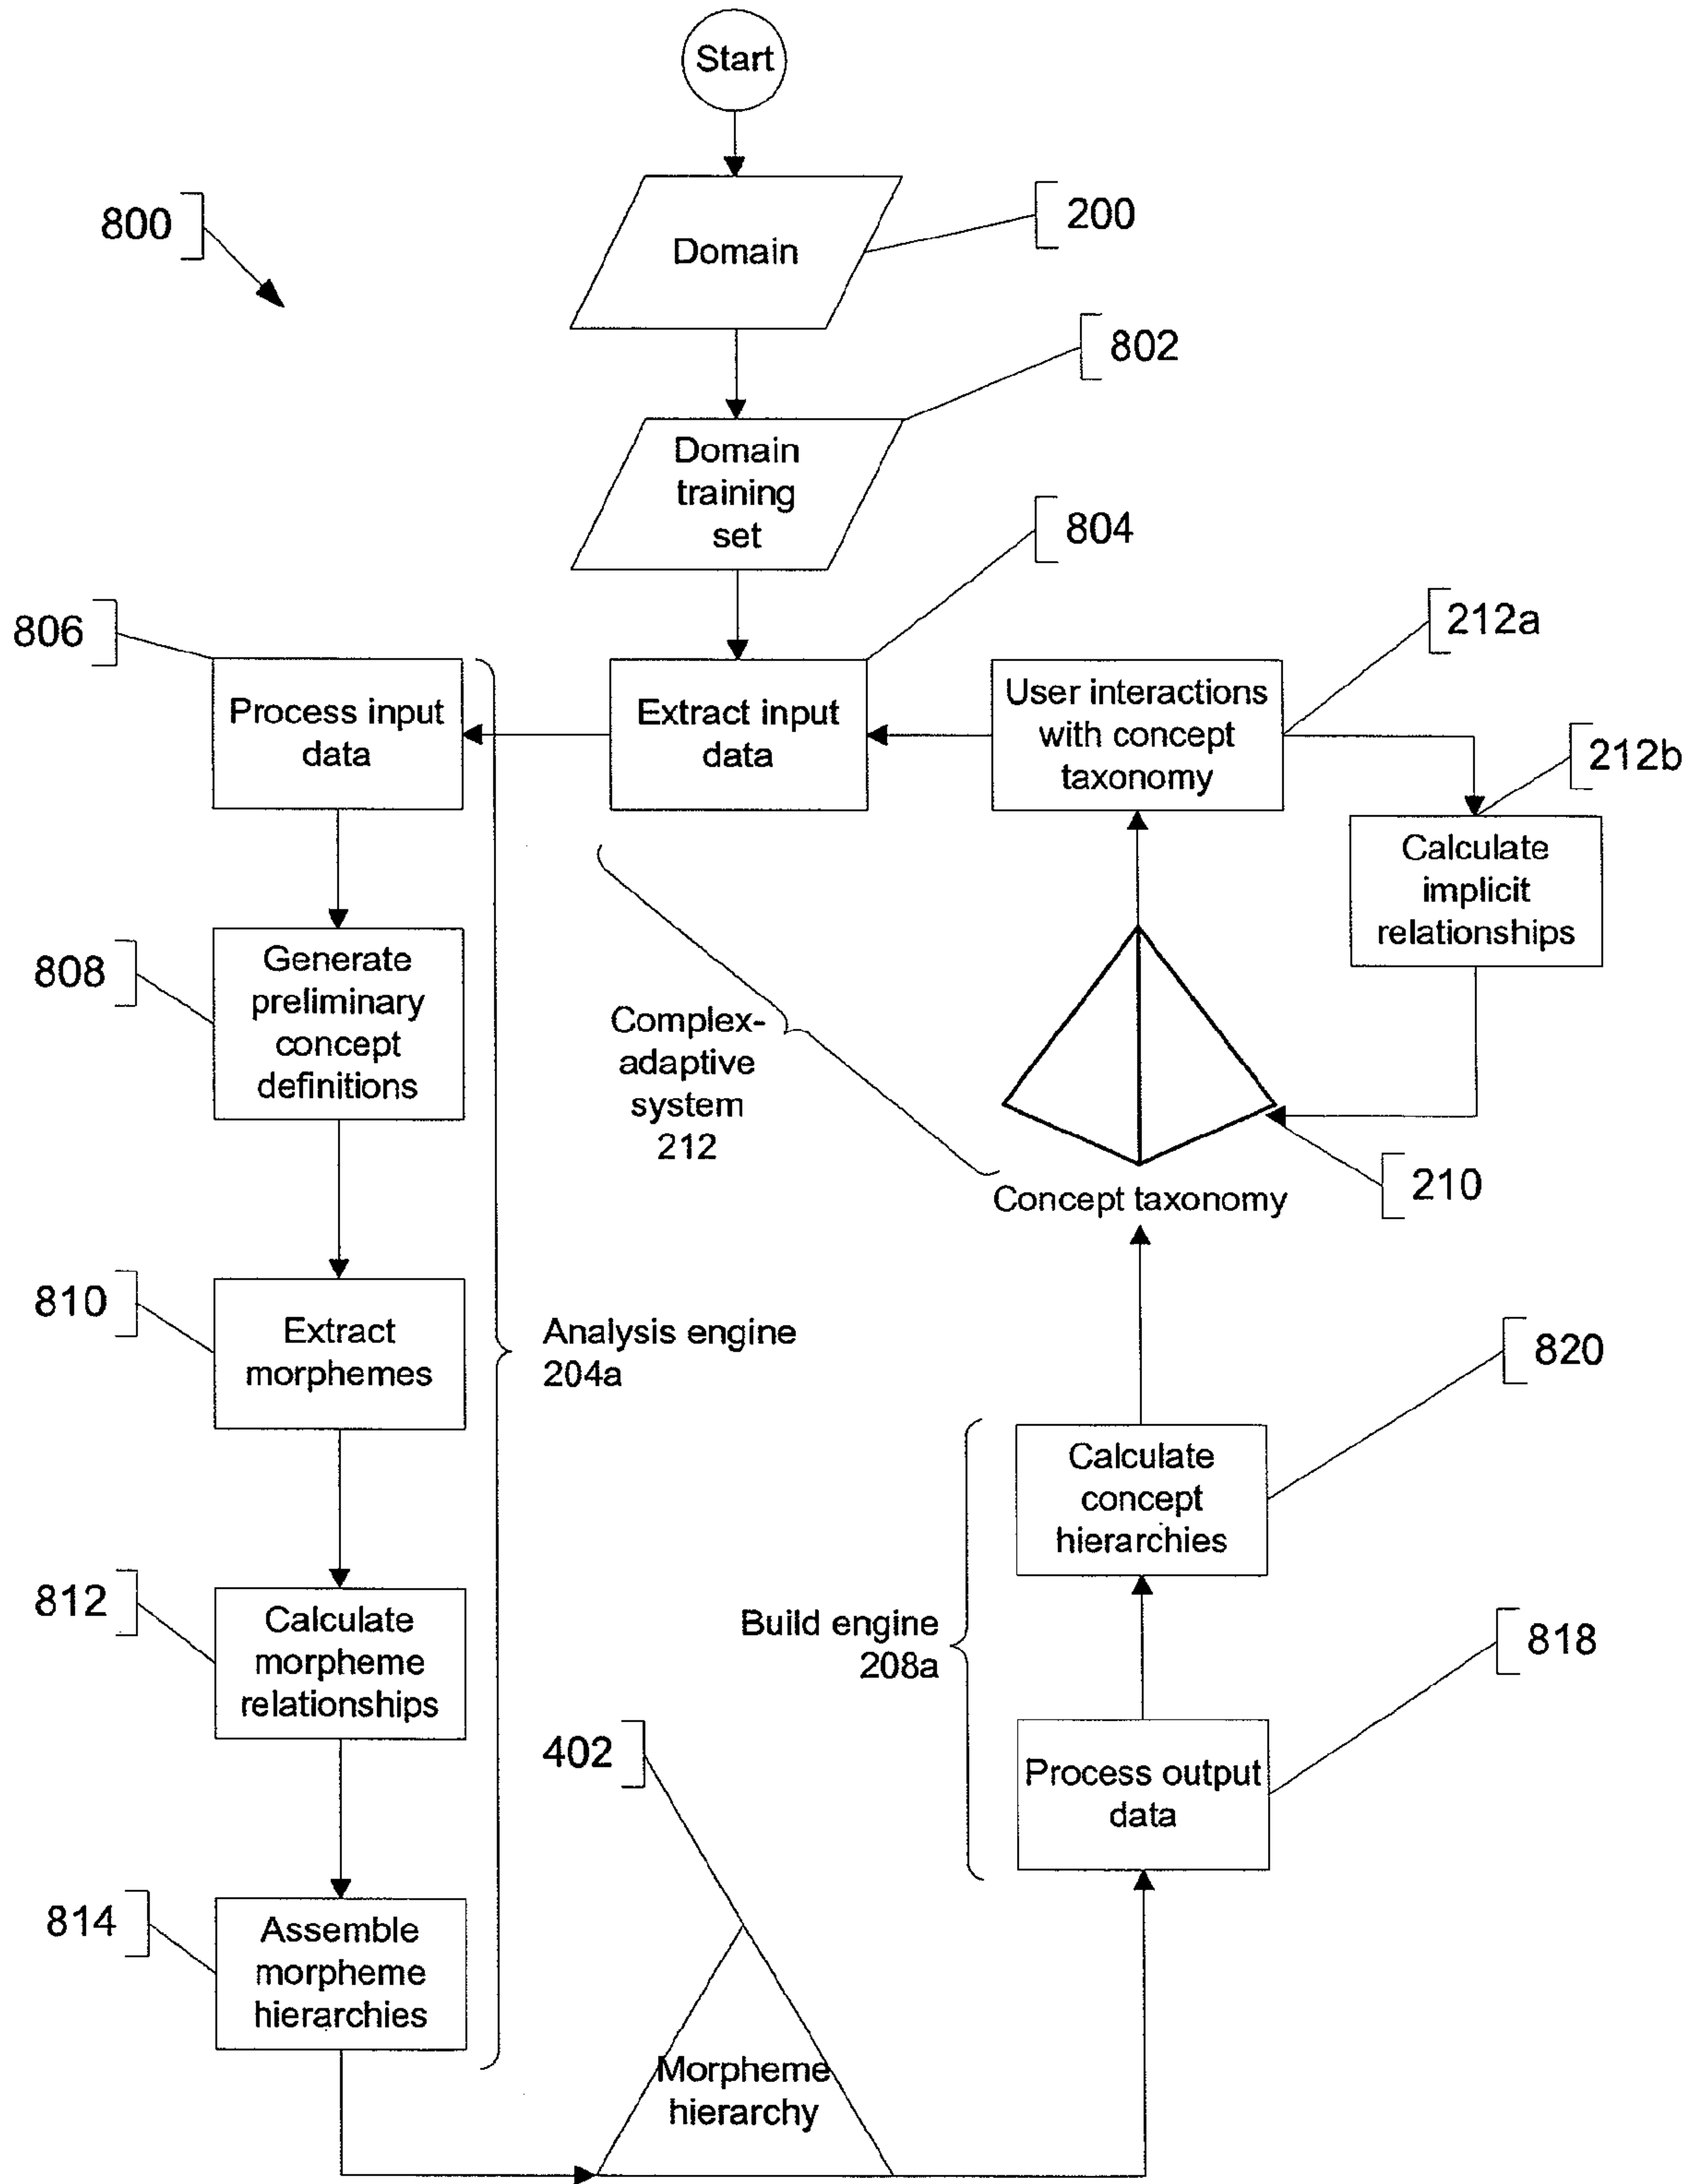 Start
800
200
Domain
802
Domain
training
set
804
806
212a
Process input
data
Extract input
data
User interactions
with concept
taxonomy
212b
Calculate
implicit
relationships
808
Generate
preliminary
concept
definitions
Complex-
adaptive
system
212
210
Concept taxonomy
810
Extract
morphemes
Analysis engine
204a
820
Calculate
concept
hierarchies
812
Calculate
morpheme
relationships
Build engine
208a
818
402
Process output
data
814
Assemble
morpheme
hierarchies
Morpheme
hierarchy